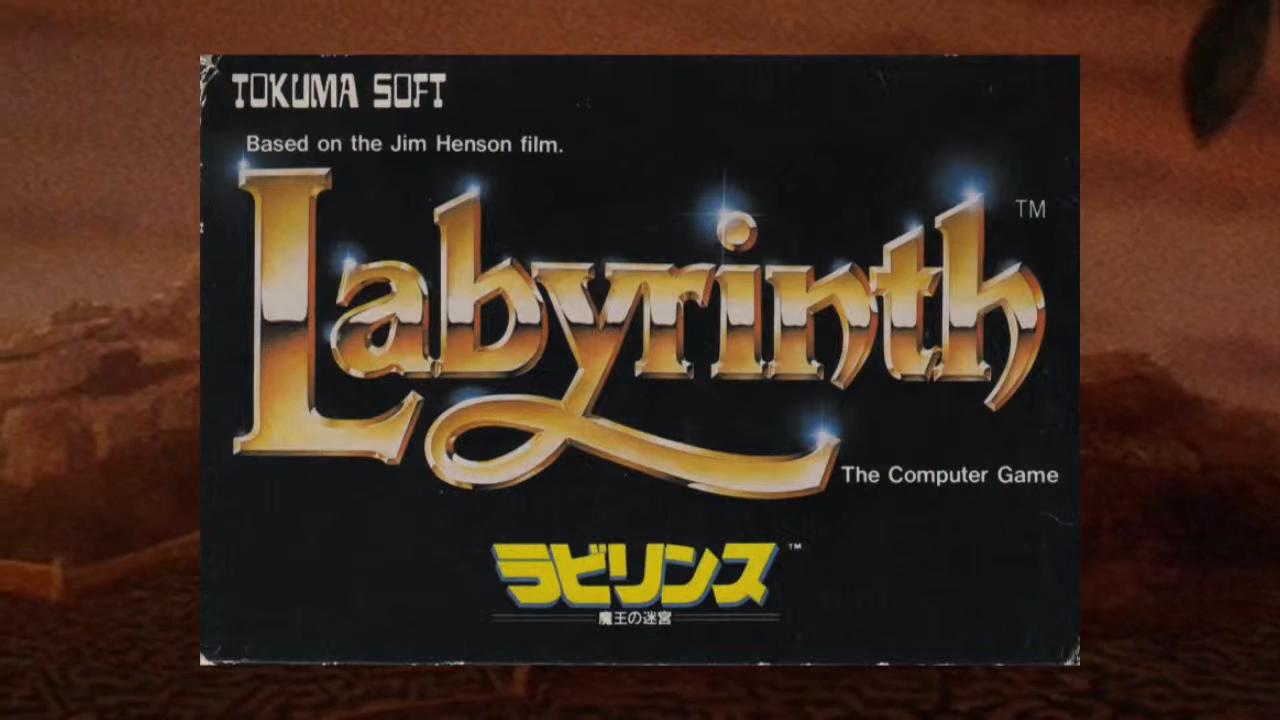 TOKUMA SOFT
Based on the Jim Henson film.
Labyrinth TM
The Computer Game
ラビリンス ™
魔王の迷宮